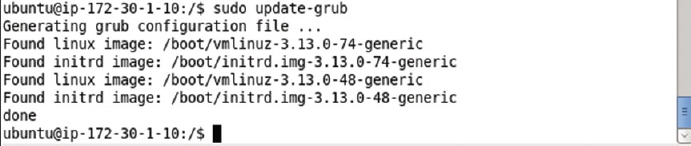 ubuntu@ip-172-30-1-10:/$ sudo update-grub
Generating grub configuration file ...
Found linux image: /boot/vmlinuz-3.13.0-74-generic
Found initrd image: /boot/initrd.img-3.13.0-74-generic
Found linux image: /boot/vmlinuz-3.13.0-48-generic
Found initrd image: /boot/initrd.img-3.13.0-48-generic
done
ubuntu@ip-172-30-1-10:/$